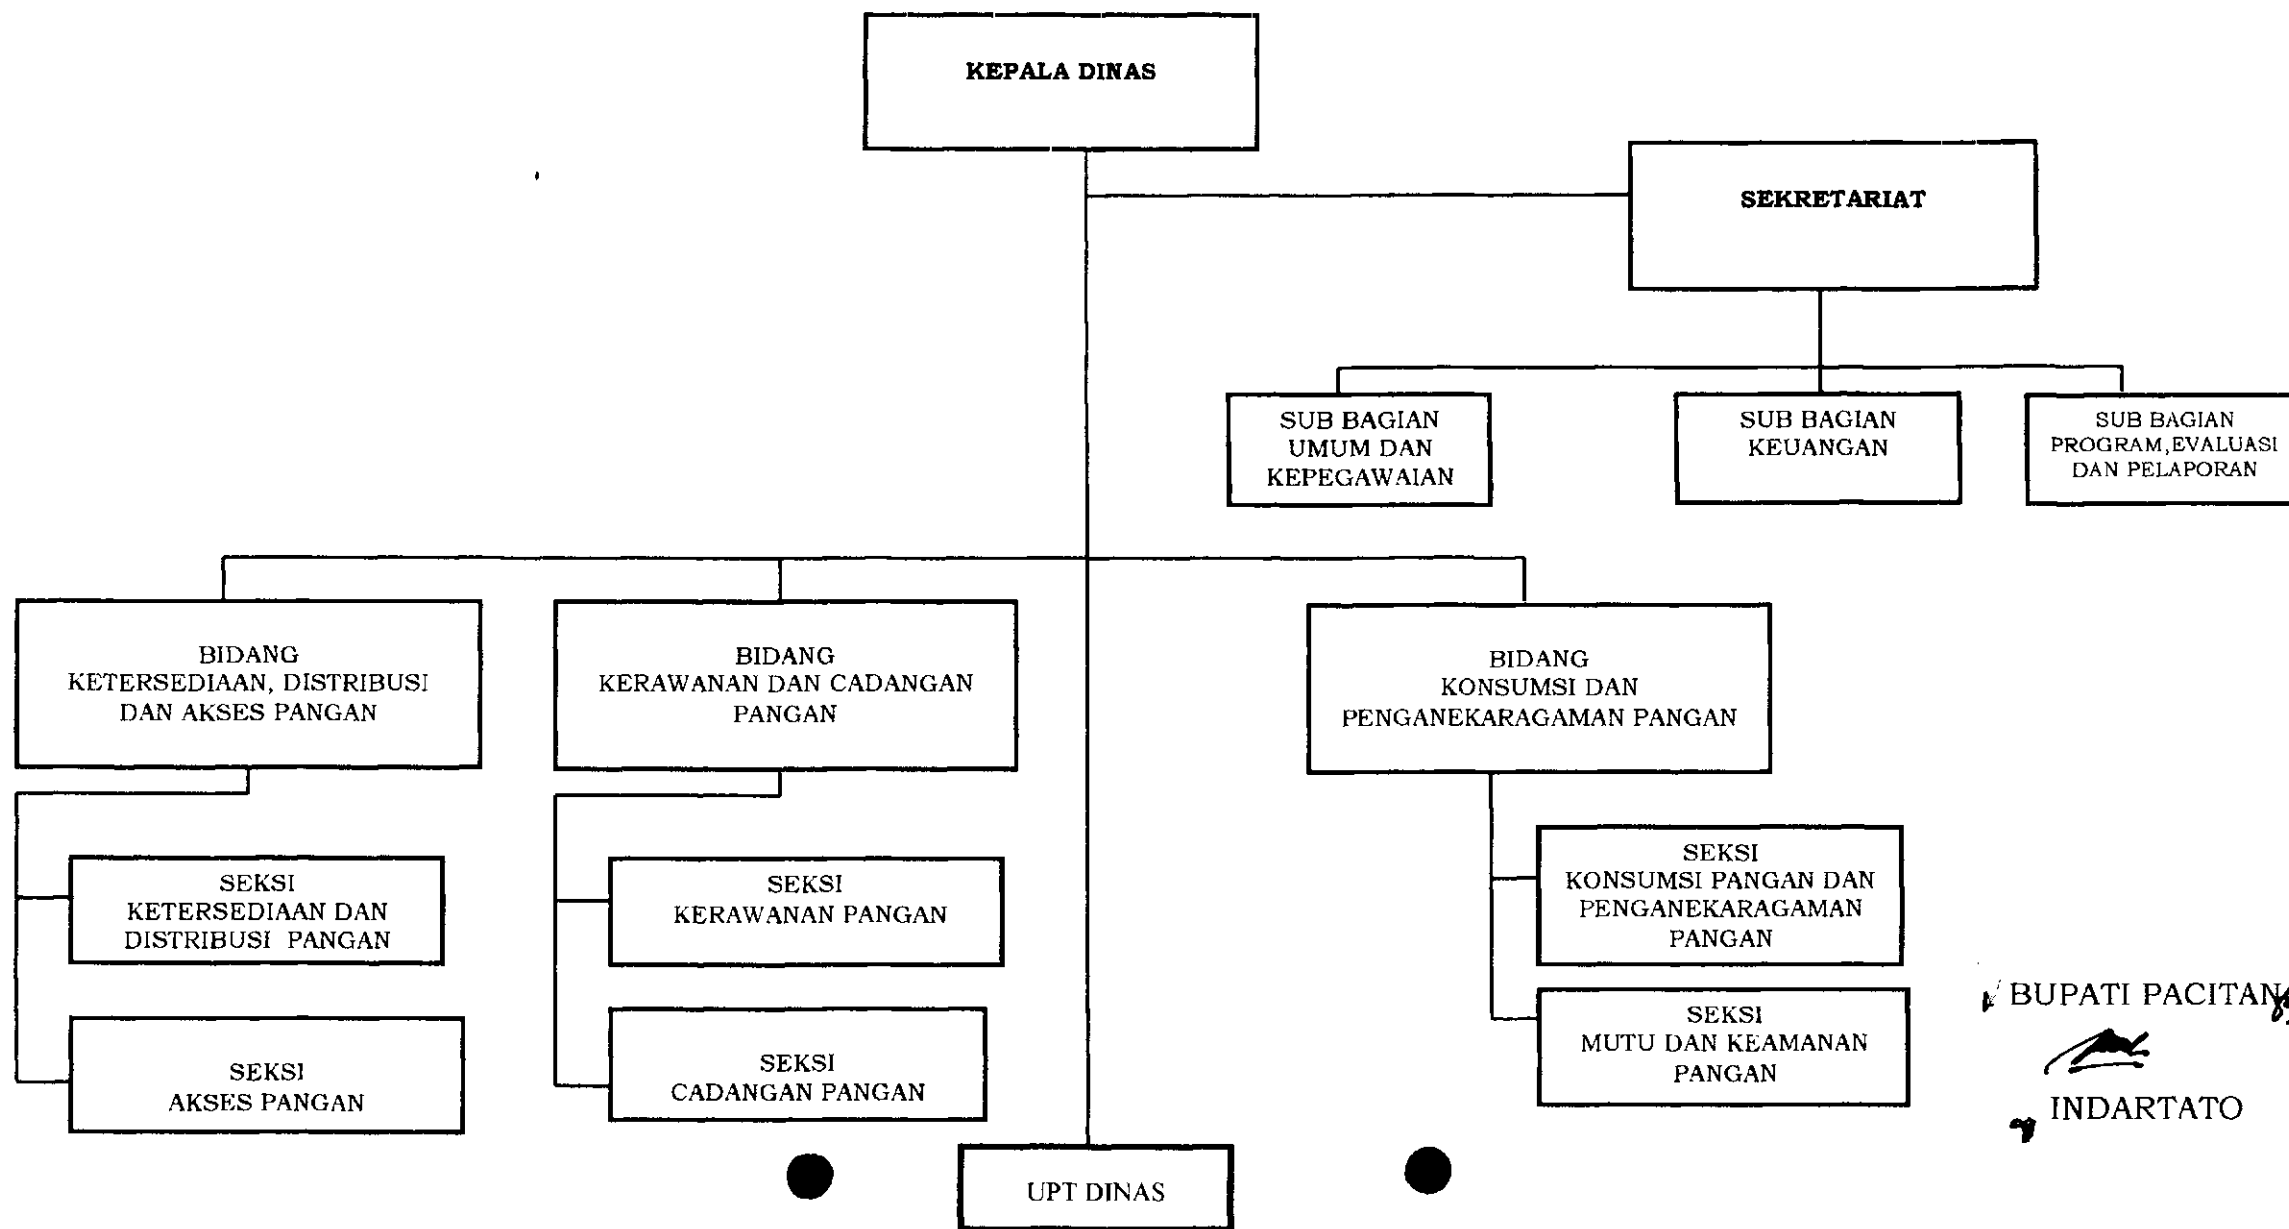 KEPALA DINAS
SEKRETARIAT
SUB BAGIAN
UMUM DAN
KEPEGAWAIAN
SUB BAGIAN
KEUANGAN
SUB BAGIAN
PROGRAM,EVALUASI
DAN PELAPORAN
BIDANG
KETERSEDIAAN, DISTRIBUSI
DAN AKSES PANGAN
BIDANG
KERAWANAN DAN CADANGAN
PANGAN
BIDANG
KONSUMSI DAN
PENGANEKARAGAMAN PANGAN
SEKSI
KETERSEDIAAN DAN
DISTRIBUSI PANGAN
SEKSI
KERAWANAN PANGAN
SEKSI
KONSUMSI PANGAN DAN
PENGANEKARAGAMAN
PANGAN
SEKSI
AKSES PANGAN
SEKSI
CADANGAN PANGAN
SEKSI
MUTU DAN KEAMANAN
PANGAN
BUPATI PACITAN
INDARTATO
UPT DINAS